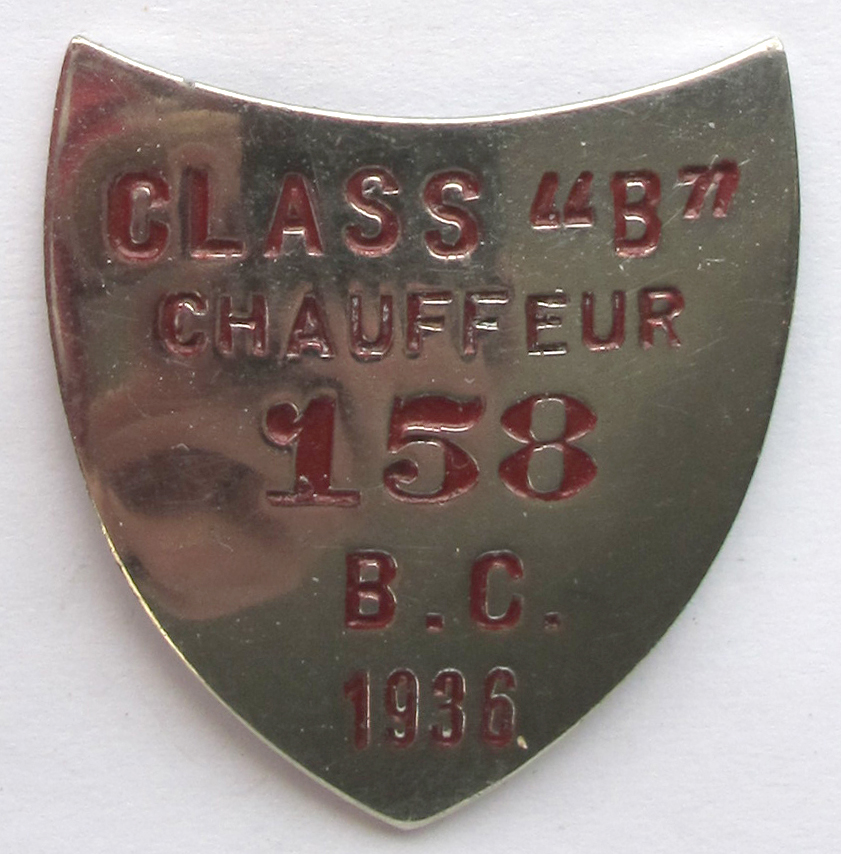 CLASS “B”
CHAUFFEUR
158
B.C.
1936